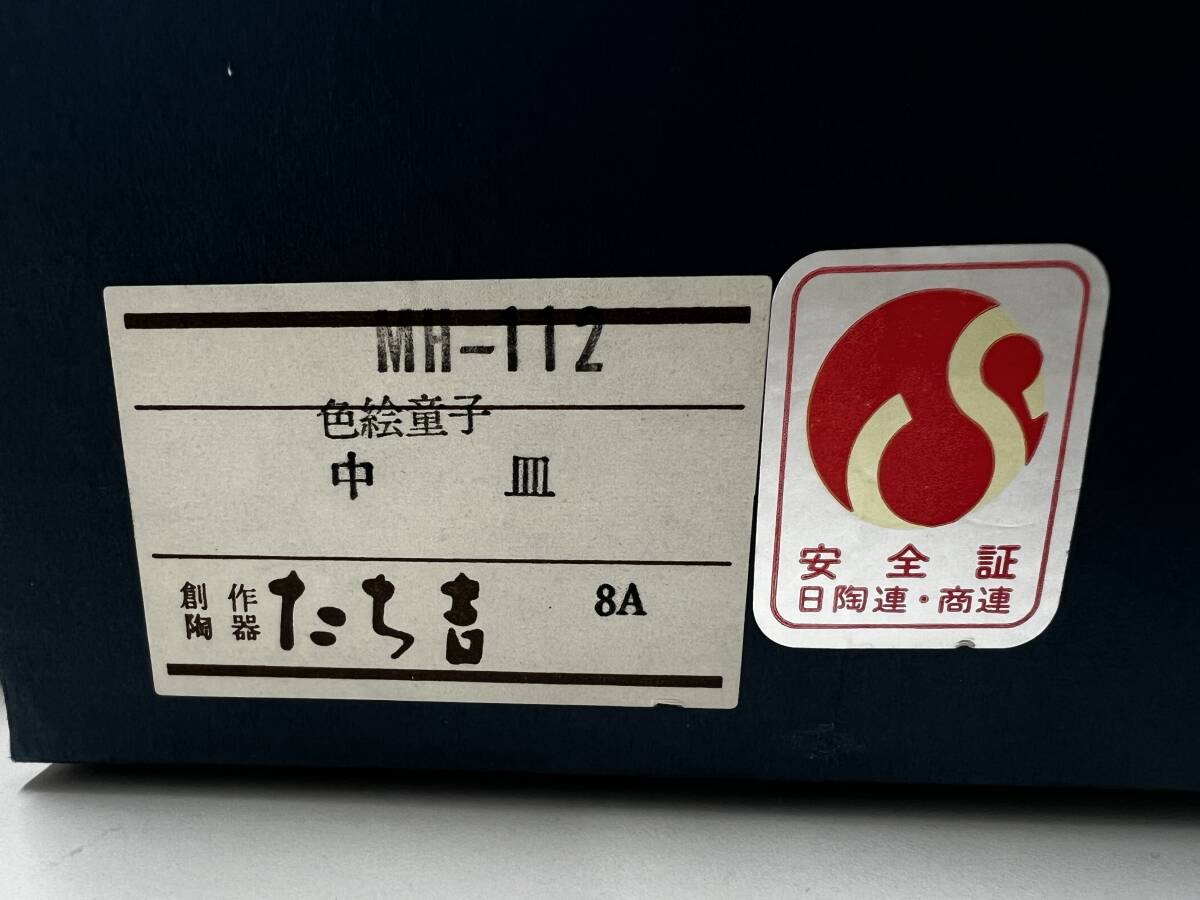 MH-112
色絵童子
中 皿
創作陶器 たち吉 8A
安全証
日陶連・商連